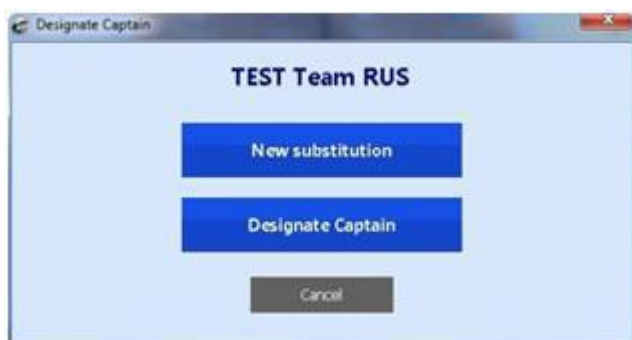 Designate Captain
TEST Team RUS
New substitution
Designate Captain
Cancel